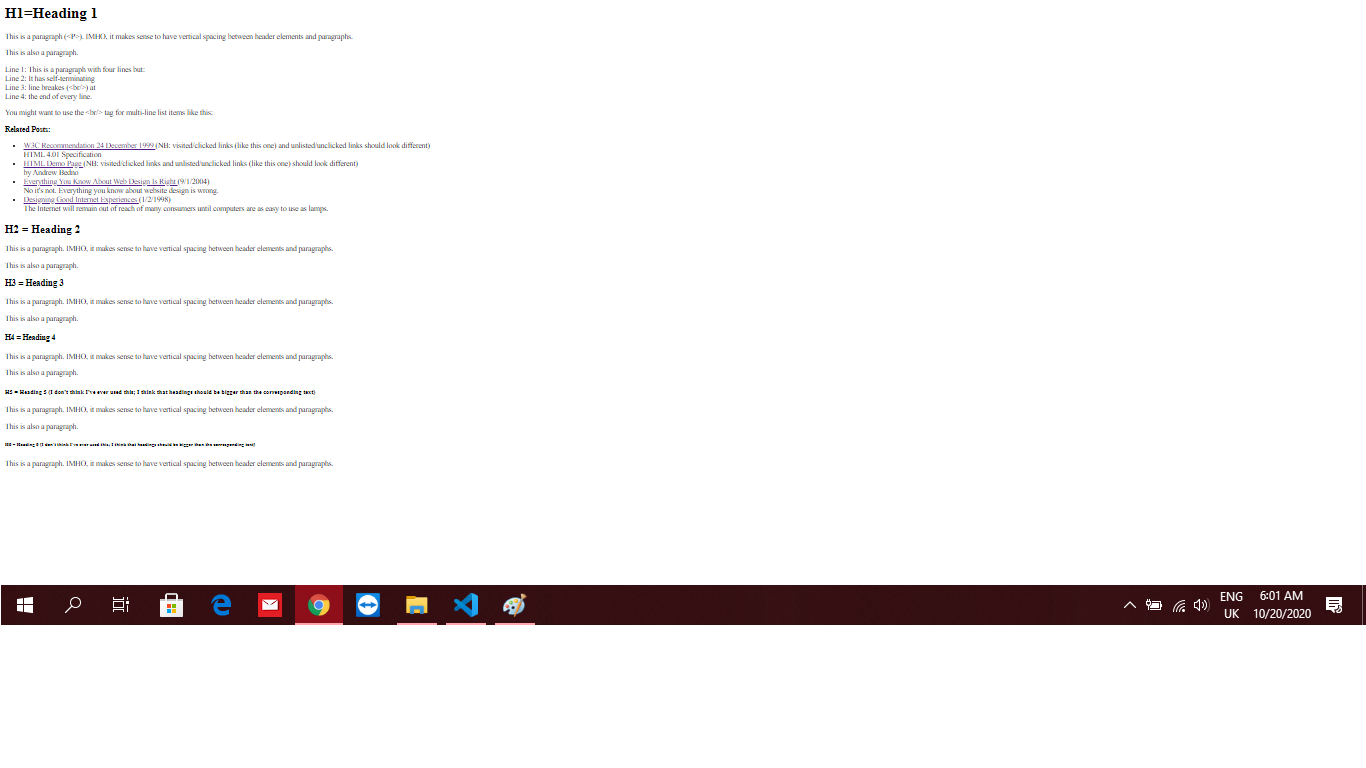 H1=Heading 1
This is a paragraph (<P>). IMHO, it makes sense to have vertical spacing between header elements and paragraphs.
This is also a paragraph.
Line 1: This is a paragraph with four lines but:
Line 2: It has self-terminating
Line 3: line breakes (<br/>) at
Line 4: the end of every line.
You might want to use the <br/> tag for multi-line list items like this:
Related Posts:
• W3C Recommendation 24 December 1999 (NB: visited/clicked links (like this one) and unlisted/unclicked links should look different)
HTML 4.01 Specification
• HTML Demo Page (NB: visited/clicked links and unlisted/unclicked links (like this one) should look different)
by Andrew Bedno
• Everything You Know About Web Design Is Right (9/1/2004)
No it's not. Everything you know about website design is wrong.
• Designing Good Internet Experiences (1/2/1998)
The Internet will remain out of reach of many consumers until computers are as easy to use as lamps.
H2 = Heading 2
This is a paragraph. IMHO, it makes sense to have vertical spacing between header elements and paragraphs.
This is also a paragraph.
H3 = Heading 3
This is a paragraph. IMHO, it makes sense to have vertical spacing between header elements and paragraphs.
This is also a paragraph.
H4 = Heading 4
This is a paragraph. IMHO, it makes sense to have vertical spacing between header elements and paragraphs.
This is also a paragraph.
H5 = Heading 5 (I don't think I've ever used this; I think that headings should be bigger than the corresponding text)
This is a paragraph. IMHO, it makes sense to have vertical spacing between header elements and paragraphs.
This is also a paragraph.
H6 = Heading 6 (I don't think I've ever used this; I think that headings should be bigger than the corresponding text)
This is a paragraph. IMHO, it makes sense to have vertical spacing between header elements and paragraphs.
ENG 6:01 AM
UK 10/20/2020